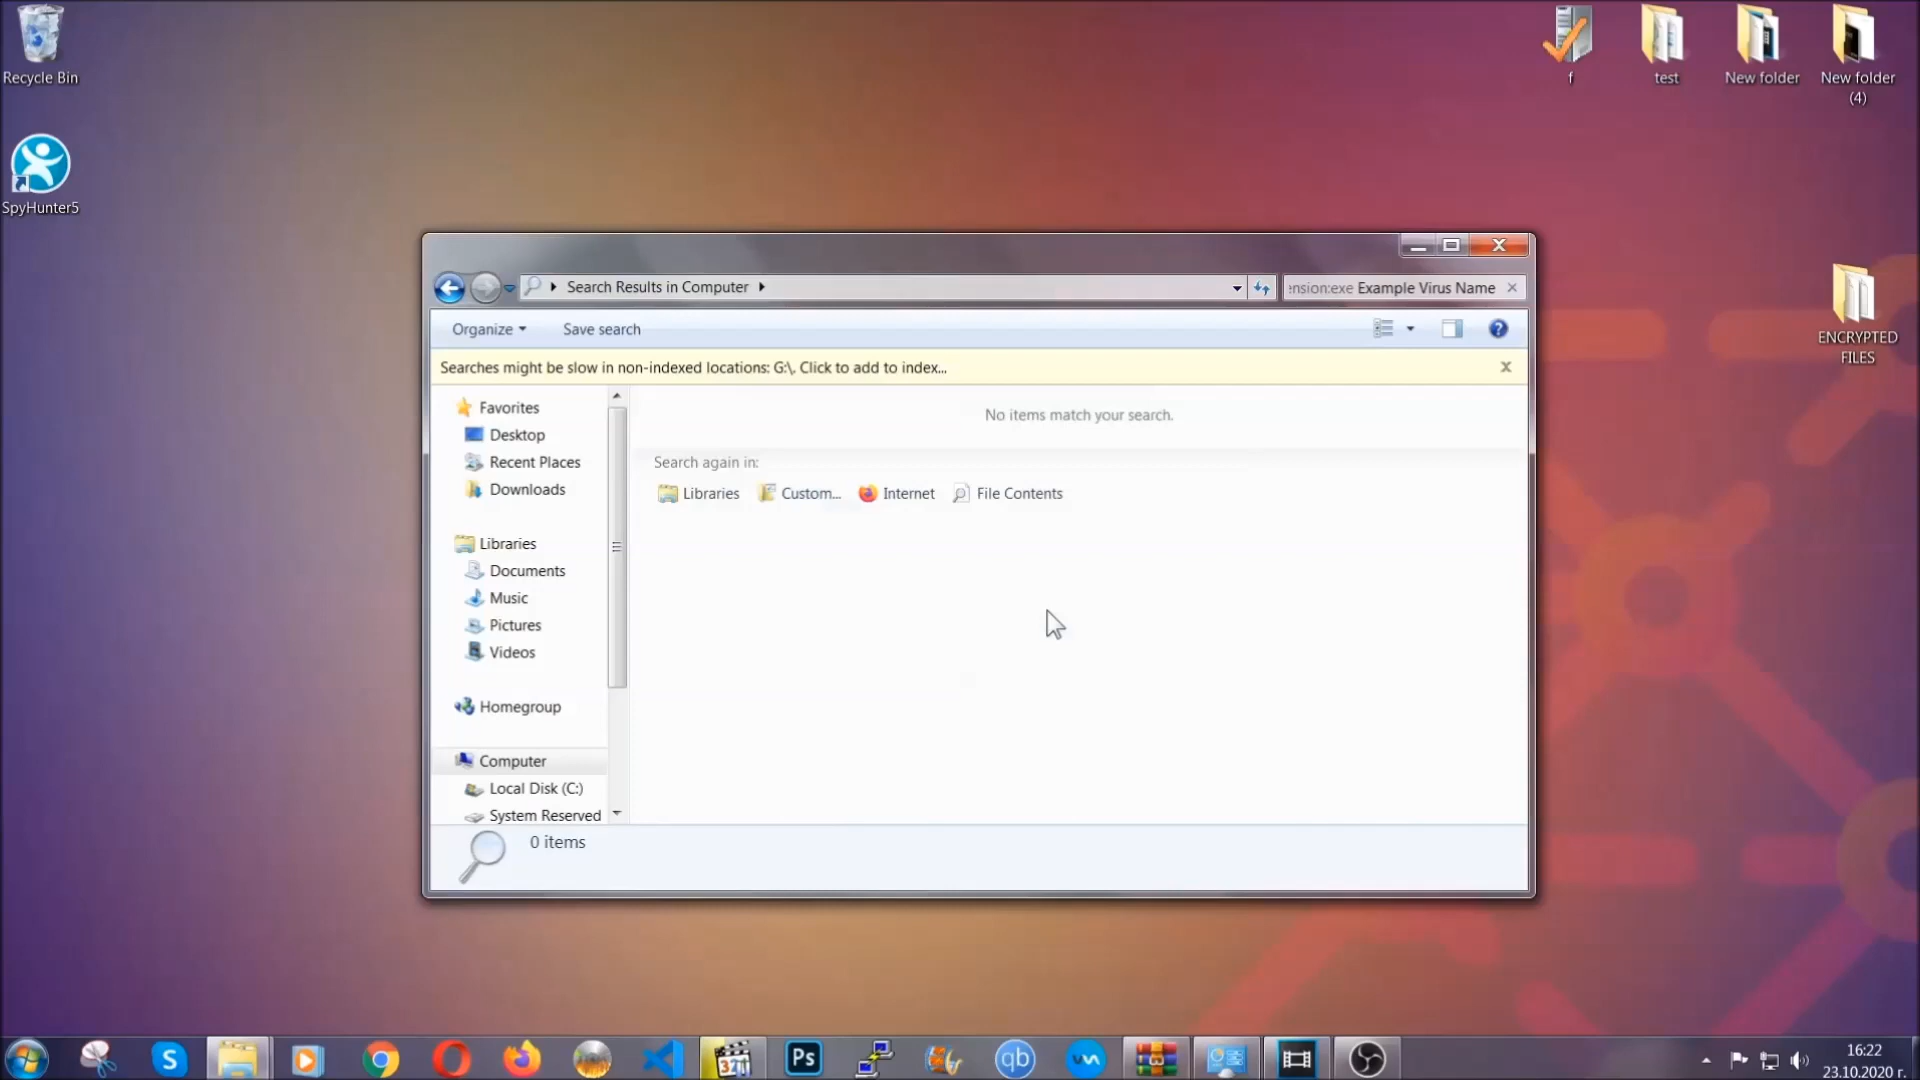 Recycle Bin
SpyHunter5
f
test
New folder
New folder
(4)
ENCRYPTED
FILES
Search Results in Computer
ension:exe Example Virus Name
Organize
Save search
Searches might be slow in non-indexed locations: G:\. Click to add to index...
Favorites
Desktop
Recent Places
Downloads
Libraries
Documents
Music
Pictures
Videos
Homegroup
Computer
Local Disk (C:)
System Reserved
No items match your search.
Search again in:
Libraries
Custom...
Internet
File Contents
0 items
S
321
Ps
qb
16:22
23.10.2020 г.